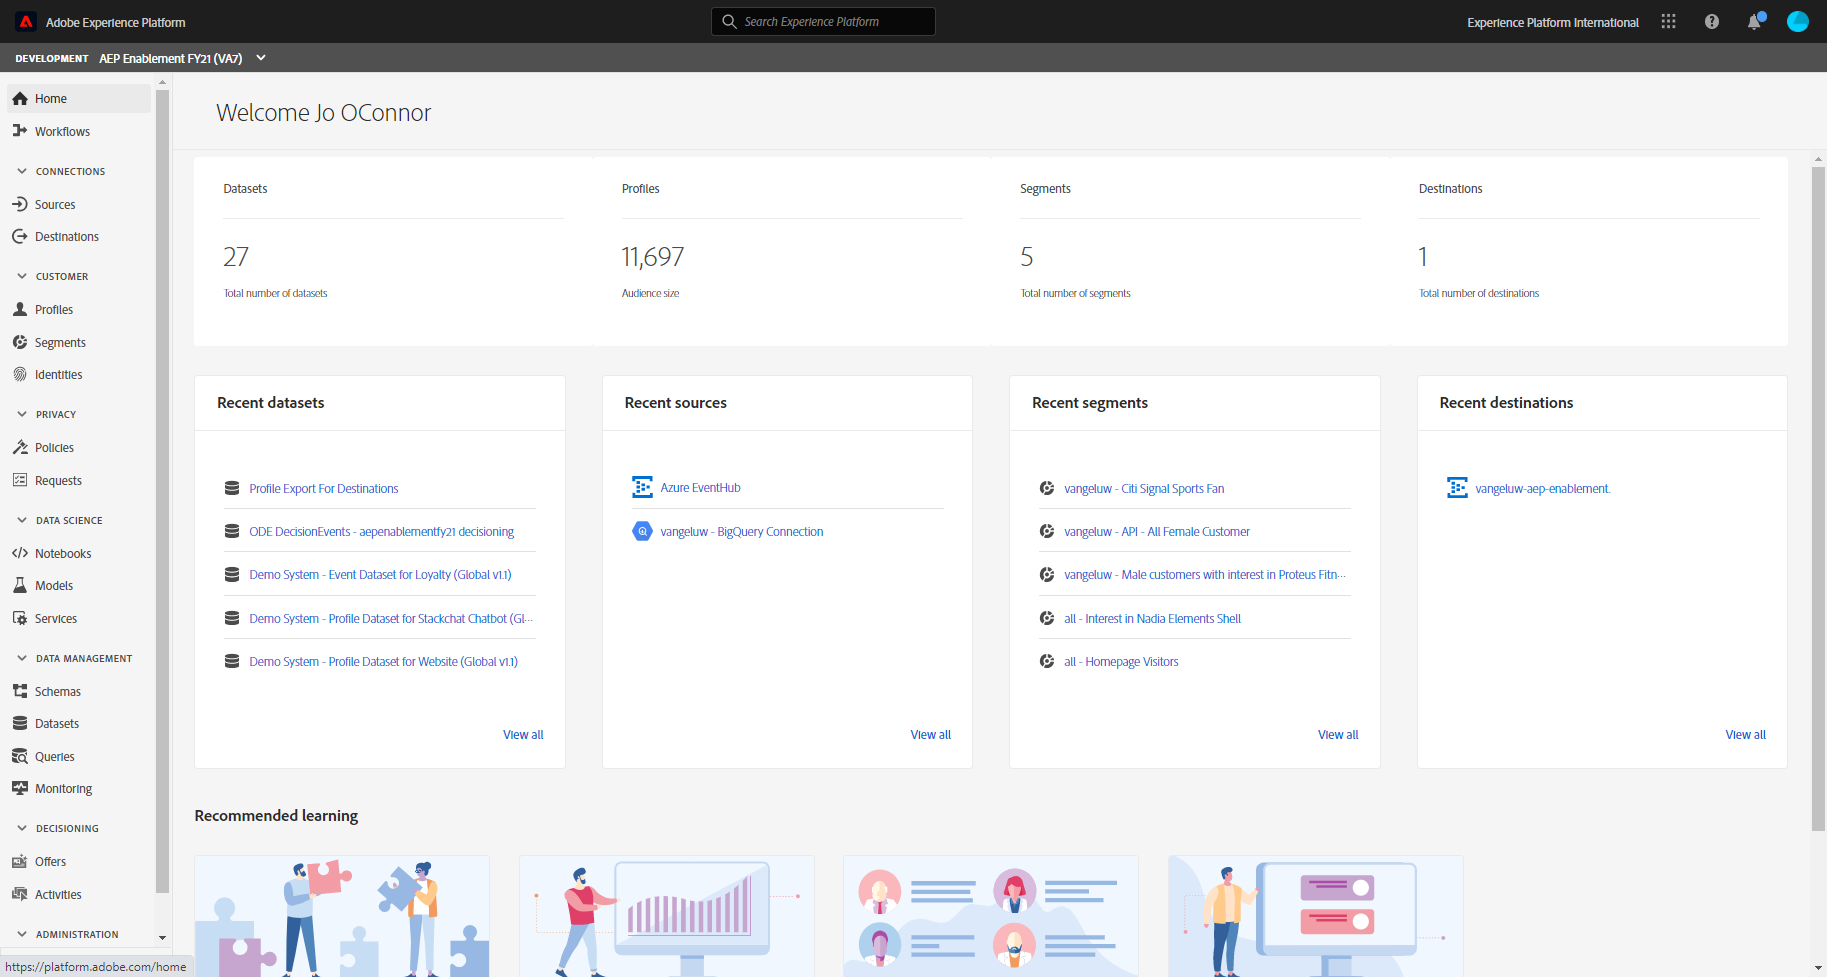 Adobe Experience Platform
Search Experience Platform
Experience Platform International
DEVELOPMENT AEP Enablement FY21 (VA7)
Home
Workflows
CONNECTIONS
Sources
Destinations
CUSTOMER
Profiles
Segments
Identities
PRIVACY
Policies
Requests
DATA SCIENCE
Notebooks
Models
Services
DATA MANAGEMENT
Schemas
Datasets
Queries
Monitoring
DECISIONING
Offers
Activities
ADMINISTRATION
https://platform.adobe.com/home
Welcome Jo OConnor
Datasets
27
Total number of datasets
Profiles
11,697
Audience size
Segments
5
Total number of segments
Destinations
1
Total number of destinations
Recent datasets
Profile Export For Destinations
ODE DecisionEvents - aepenablementfy21 decisioning
Demo System - Event Dataset for Loyalty (Global v1.1)
Demo System - Profile Dataset for Stackchat Chatbot (Gl...
Demo System - Profile Dataset for Website (Global v1.1)
View all
Recent sources
Azure EventHub
vangeluw - BigQuery Connection
View all
Recent segments
vangeluw - Citi Signal Sports Fan
vangeluw - API - All Female Customer
vangeluw - Male customers with interest in Proteus Fitn...
all - Interest in Nadia Elements Shell
all - Homepage Visitors
View all
Recent destinations
vangeluw-aep-enablement.
View all
Recommended learning